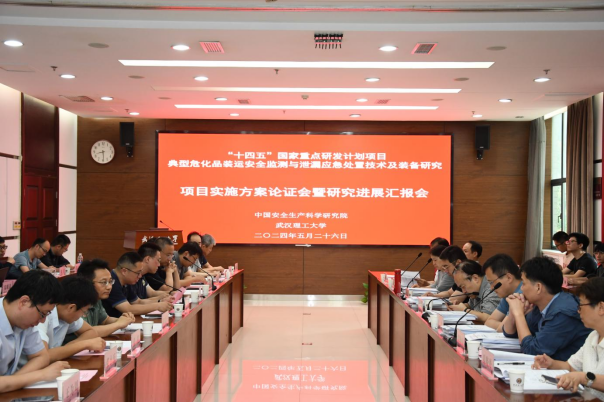 “十四五”国家重点研发计划项目
典型危化品装运安全监测与泄漏应急处置技术及装备研究
项目实施方案论证会暨研究进展汇报会
中国安全生产科学研究院
武汉理工大学
二〇二四年五月二十六日